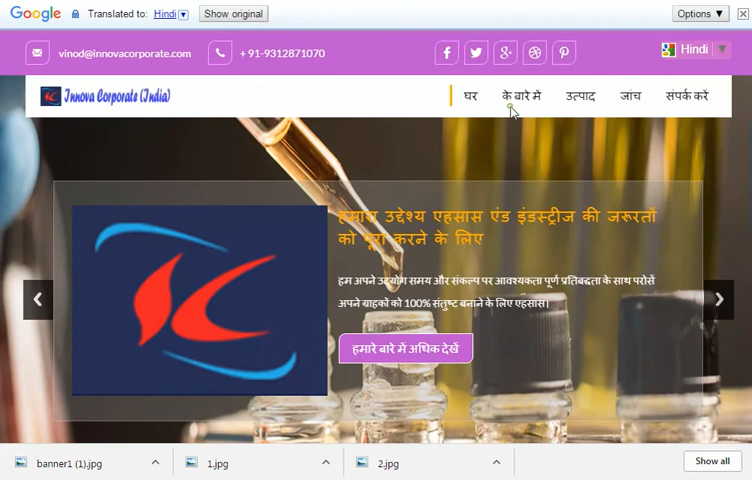 Google Translated to: Hindi Show original Options ▼
vinod@innovacorporate.com + 91-9312871070 Hindi ▼
Innova Corporate (India) घर के बारे में उत्पाद जांच संपर्क करें
हमारा उद्देश्य एहसास एंड इंडस्ट्रीज की जरूरतों
को पूरा करने के लिए
हम अपने उद्योग समय और संकल्प पर आवश्यकता पूर्ण प्रतिबद्धता के साथ परोसें
अपने ग्राहकों को 100% संतुष्ट बनाने के लिए एहसास।
हमारे बारे में अधिक देखें
banner1 (1).jpg 1.jpg 2.jpg Show all